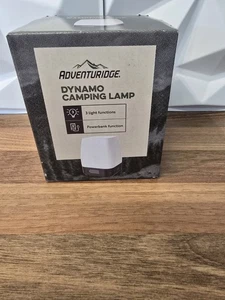 ADVENTURIDGE®
DYNAMO
CAMPING LAMP
3 light functions
Powerbank function